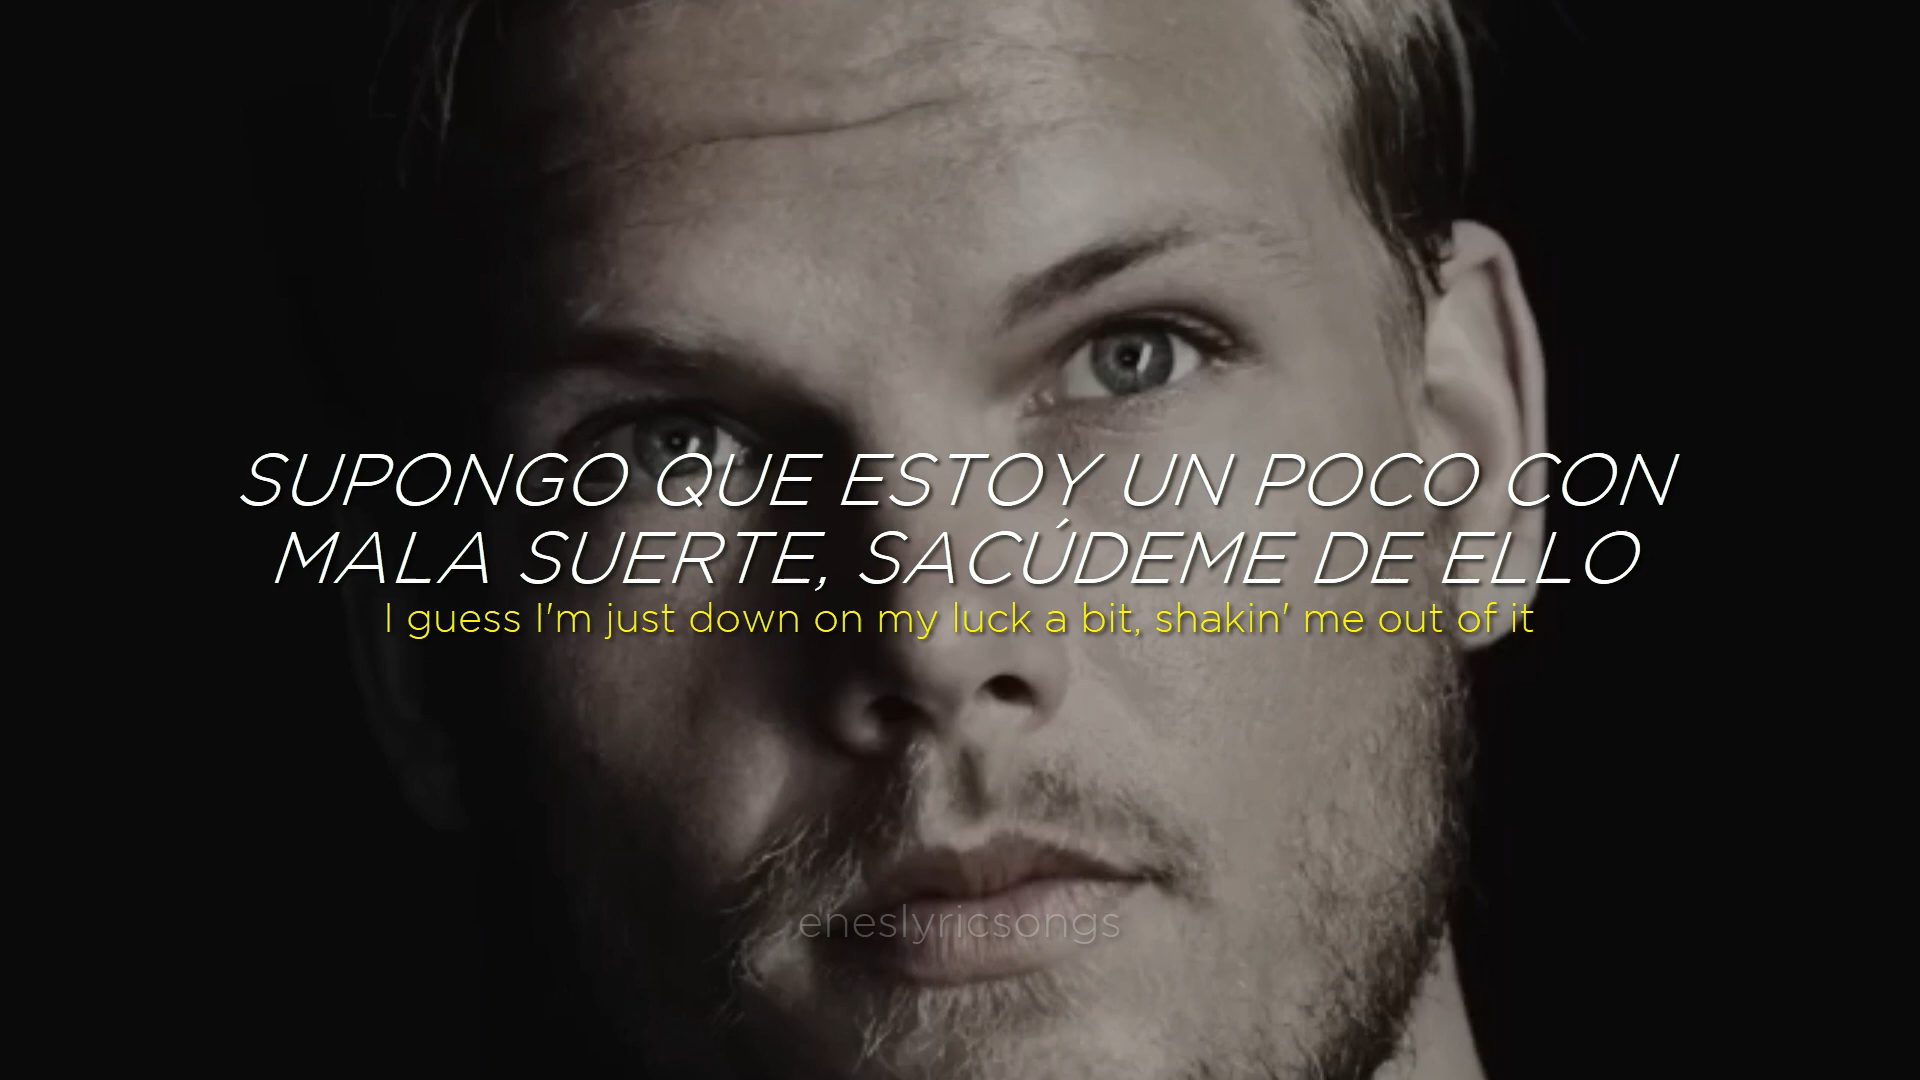 SUPONGO QUE ESTOY UN POCO CON
MALA SUERTE, SACÚDEME DE ELLO
I guess I'm just down on my luck a bit, shakin' me out of it
eneslyricsongs